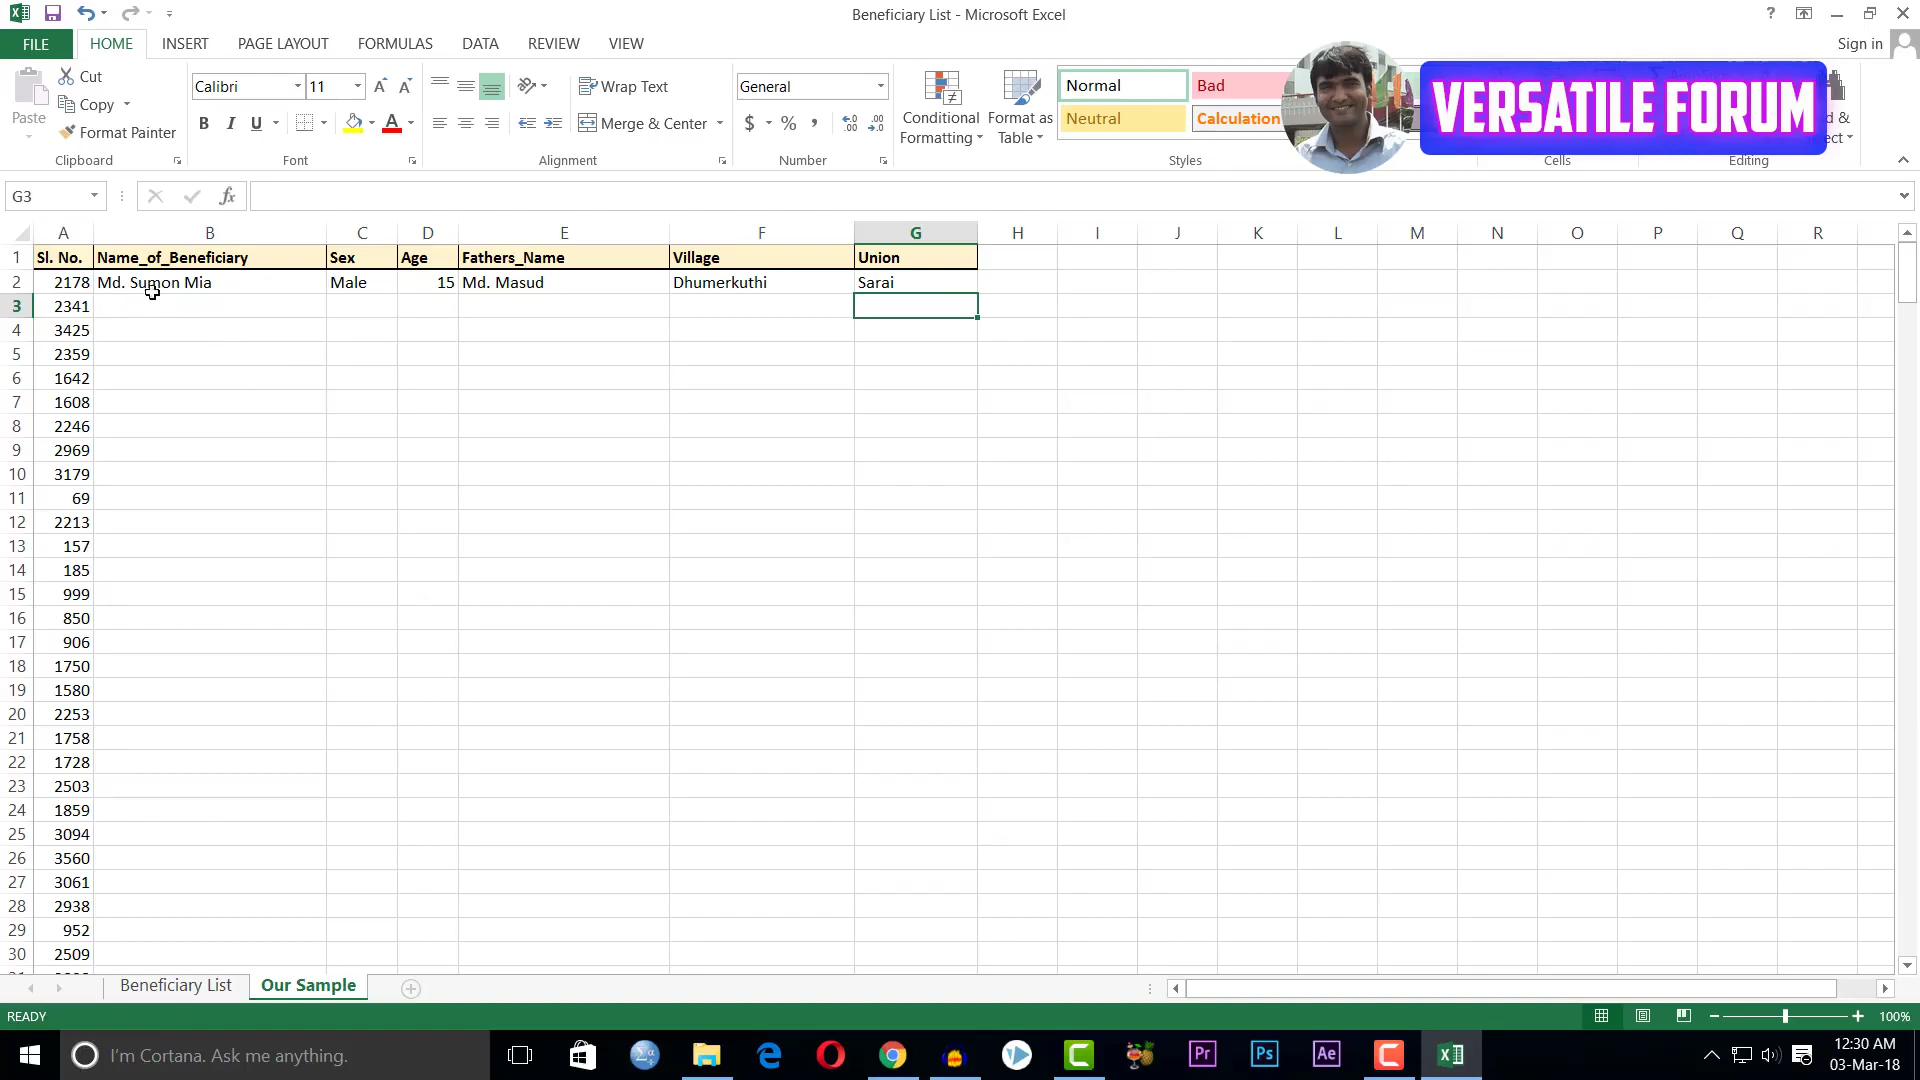 Beneficiary List - Microsoft Excel
FILE HOME INSERT PAGE LAYOUT FORMULAS DATA REVIEW VIEW Sign in
Paste
Cut
Copy
Format Painter
Clipboard
Calibri 11
B I U
Font
Wrap Text
Merge & Center
Alignment
General
$ % ,
Number
Conditional Formatting
Format as Table
Normal Bad
Neutral Calculation
Styles
Cells
Editing
VERSATILE FORUM
G3 fx
A B C D E F G H I J K L M N O P Q R
1 Sl. No. Name_of_Beneficiary Sex Age Fathers_Name Village Union
2 2178 Md. Sumon Mia Male 15 Md. Masud Dhumerkuthi Sarai
3 2341
4 3425
5 2359
6 1642
7 1608
8 2246
9 2969
10 3179
11 69
12 2213
13 157
14 185
15 999
16 850
17 906
18 1750
19 1580
20 2253
21 1758
22 1728
23 2503
24 1859
25 3094
26 3560
27 3061
28 2938
29 952
30 2509
Beneficiary List Our Sample
READY 100%
I'm Cortana. Ask me anything.
Pr Ps Ae
12:30 AM
03-Mar-18